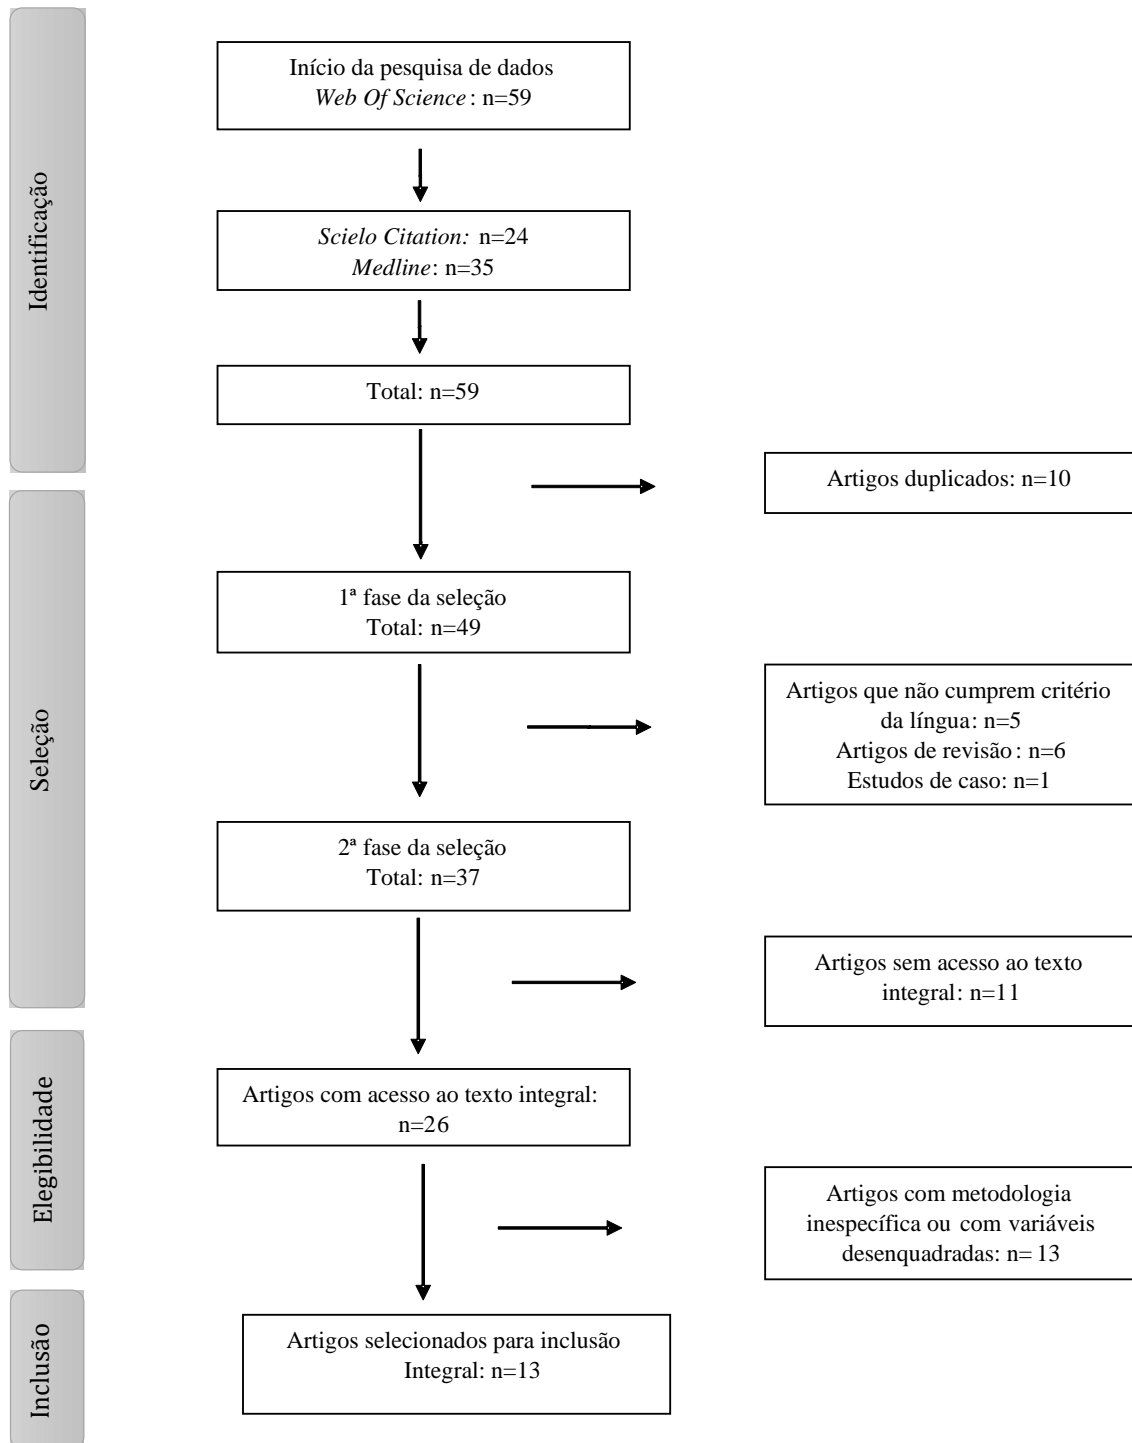 Identificação
Início da pesquisa de dados
Web Of Science: n=59
Scielo Citation: n=24
Medline: n=35
Total: n=59
Artigos duplicados: n=10
Seleção
1ª fase da seleção
Total: n=49
Artigos que não cumprem critério
da língua: n=5
Artigos de revisão: n=6
Estudos de caso: n=1
2ª fase da seleção
Total: n=37
Artigos sem acesso ao texto
integral: n=11
Elegibilidade
Artigos com acesso ao texto integral:
n=26
Artigos com metodologia
inespecífica ou com variáveis
desenquadradas: n= 13
Inclusão
Artigos selecionados para inclusão
Integral: n=13